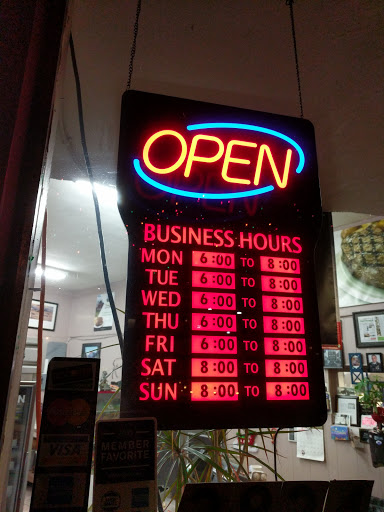 OPEN
BUSINESS HOURS
MON 6:00 TO 8:00
TUE 6:00 TO 8:00
WED 6:00 TO 8:00
THU 6:00 TO 8:00
FRI 6:00 TO 8:00
SAT 8:00 TO 8:00
SUN 8:00 TO 8:00
VISA
MEMBER
FAVORITE